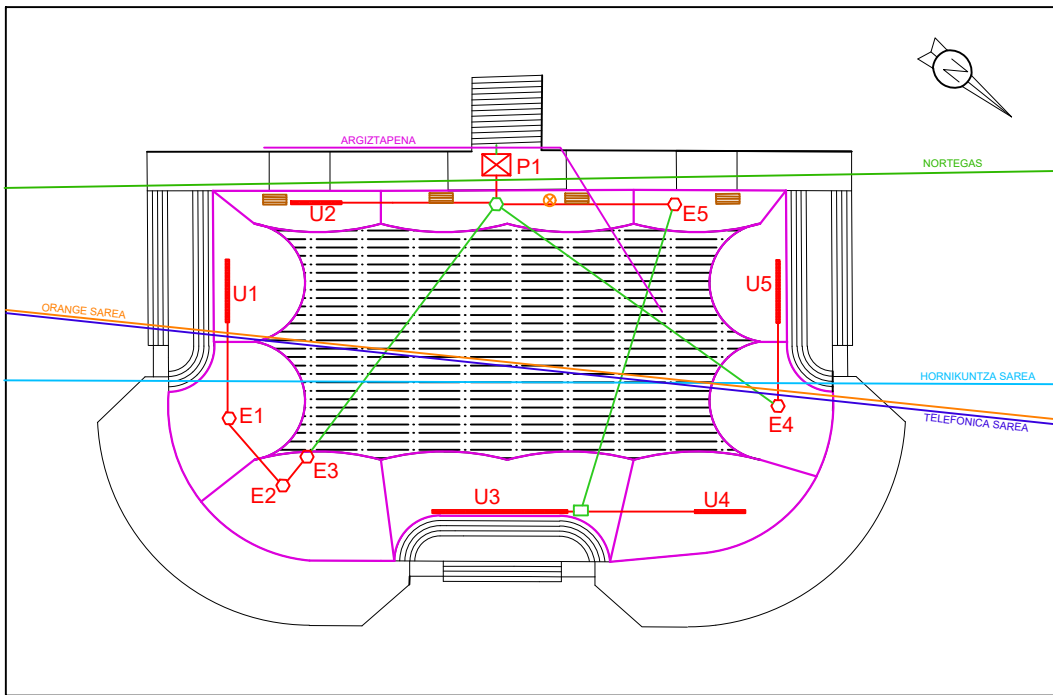 ARGIZTAPENA
P1
NORTEGAS
U2
E5
U1
U5
ORANGE SAREA
HORNIKUNTZA SAREA
E1
E4
TELEFONICA SAREA
E3
E2
U3
U4
N